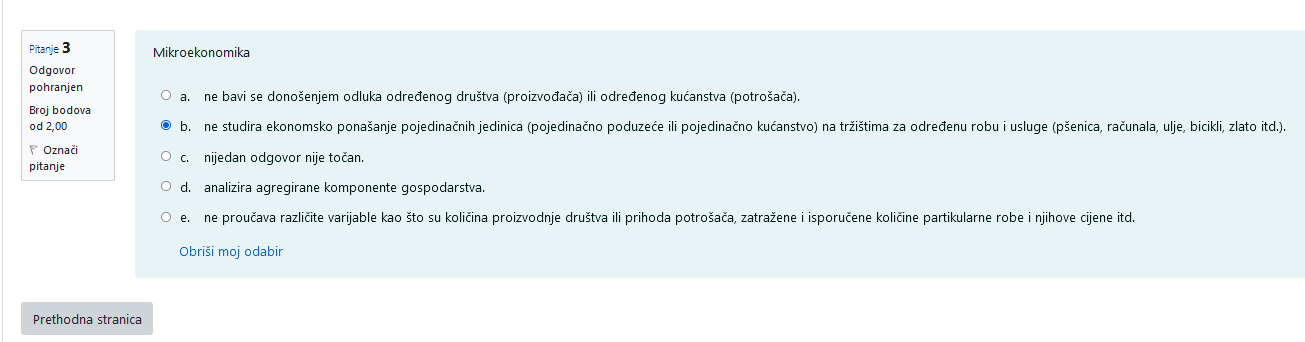 Pitanje 3
Odgovor
pohranjen
Broj bodova
od 2,00
Označi
pitanje
Mikroekonomika
a. ne bavi se donošenjem odluka određenog društva (proizvođača) ili određenog kućanstva (potrošača).
b. ne studira ekonomsko ponašanje pojedinačnih jedinica (pojedinačno poduzeće ili pojedinačno kućanstvo) na tržištima za određenu robu i usluge (pšenica, računala, ulje, bicikli, zlato itd.).
c. nijedan odgovor nije točan.
d. analizira agregirane komponente gospodarstva.
e. ne proučava različite varijable kao što su količina proizvodnje društva ili prihoda potrošača, zatražene i isporučene količine partikularne robe i njihove cijene itd.
Obriši moj odabir
Prethodna stranica